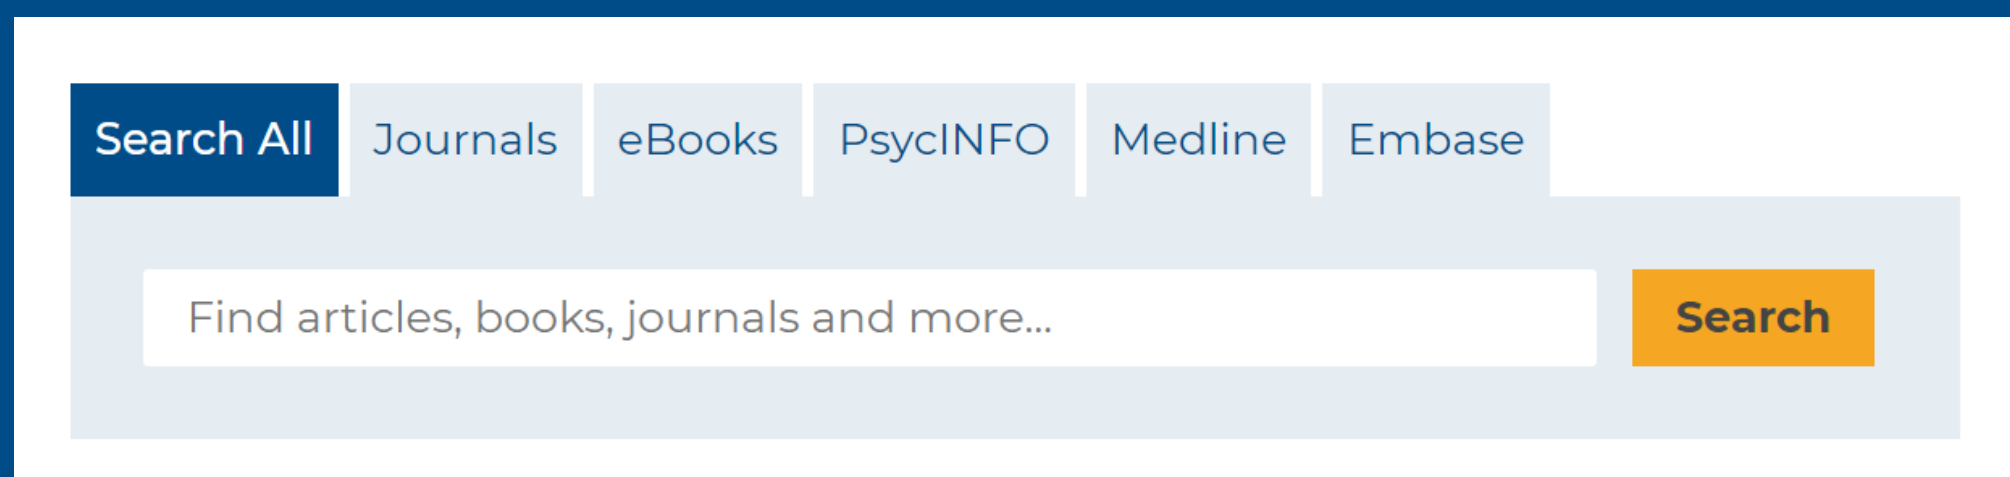 Search All Journals eBooks PsycINFO Medline Embase
Find articles, books, journals and more... Search